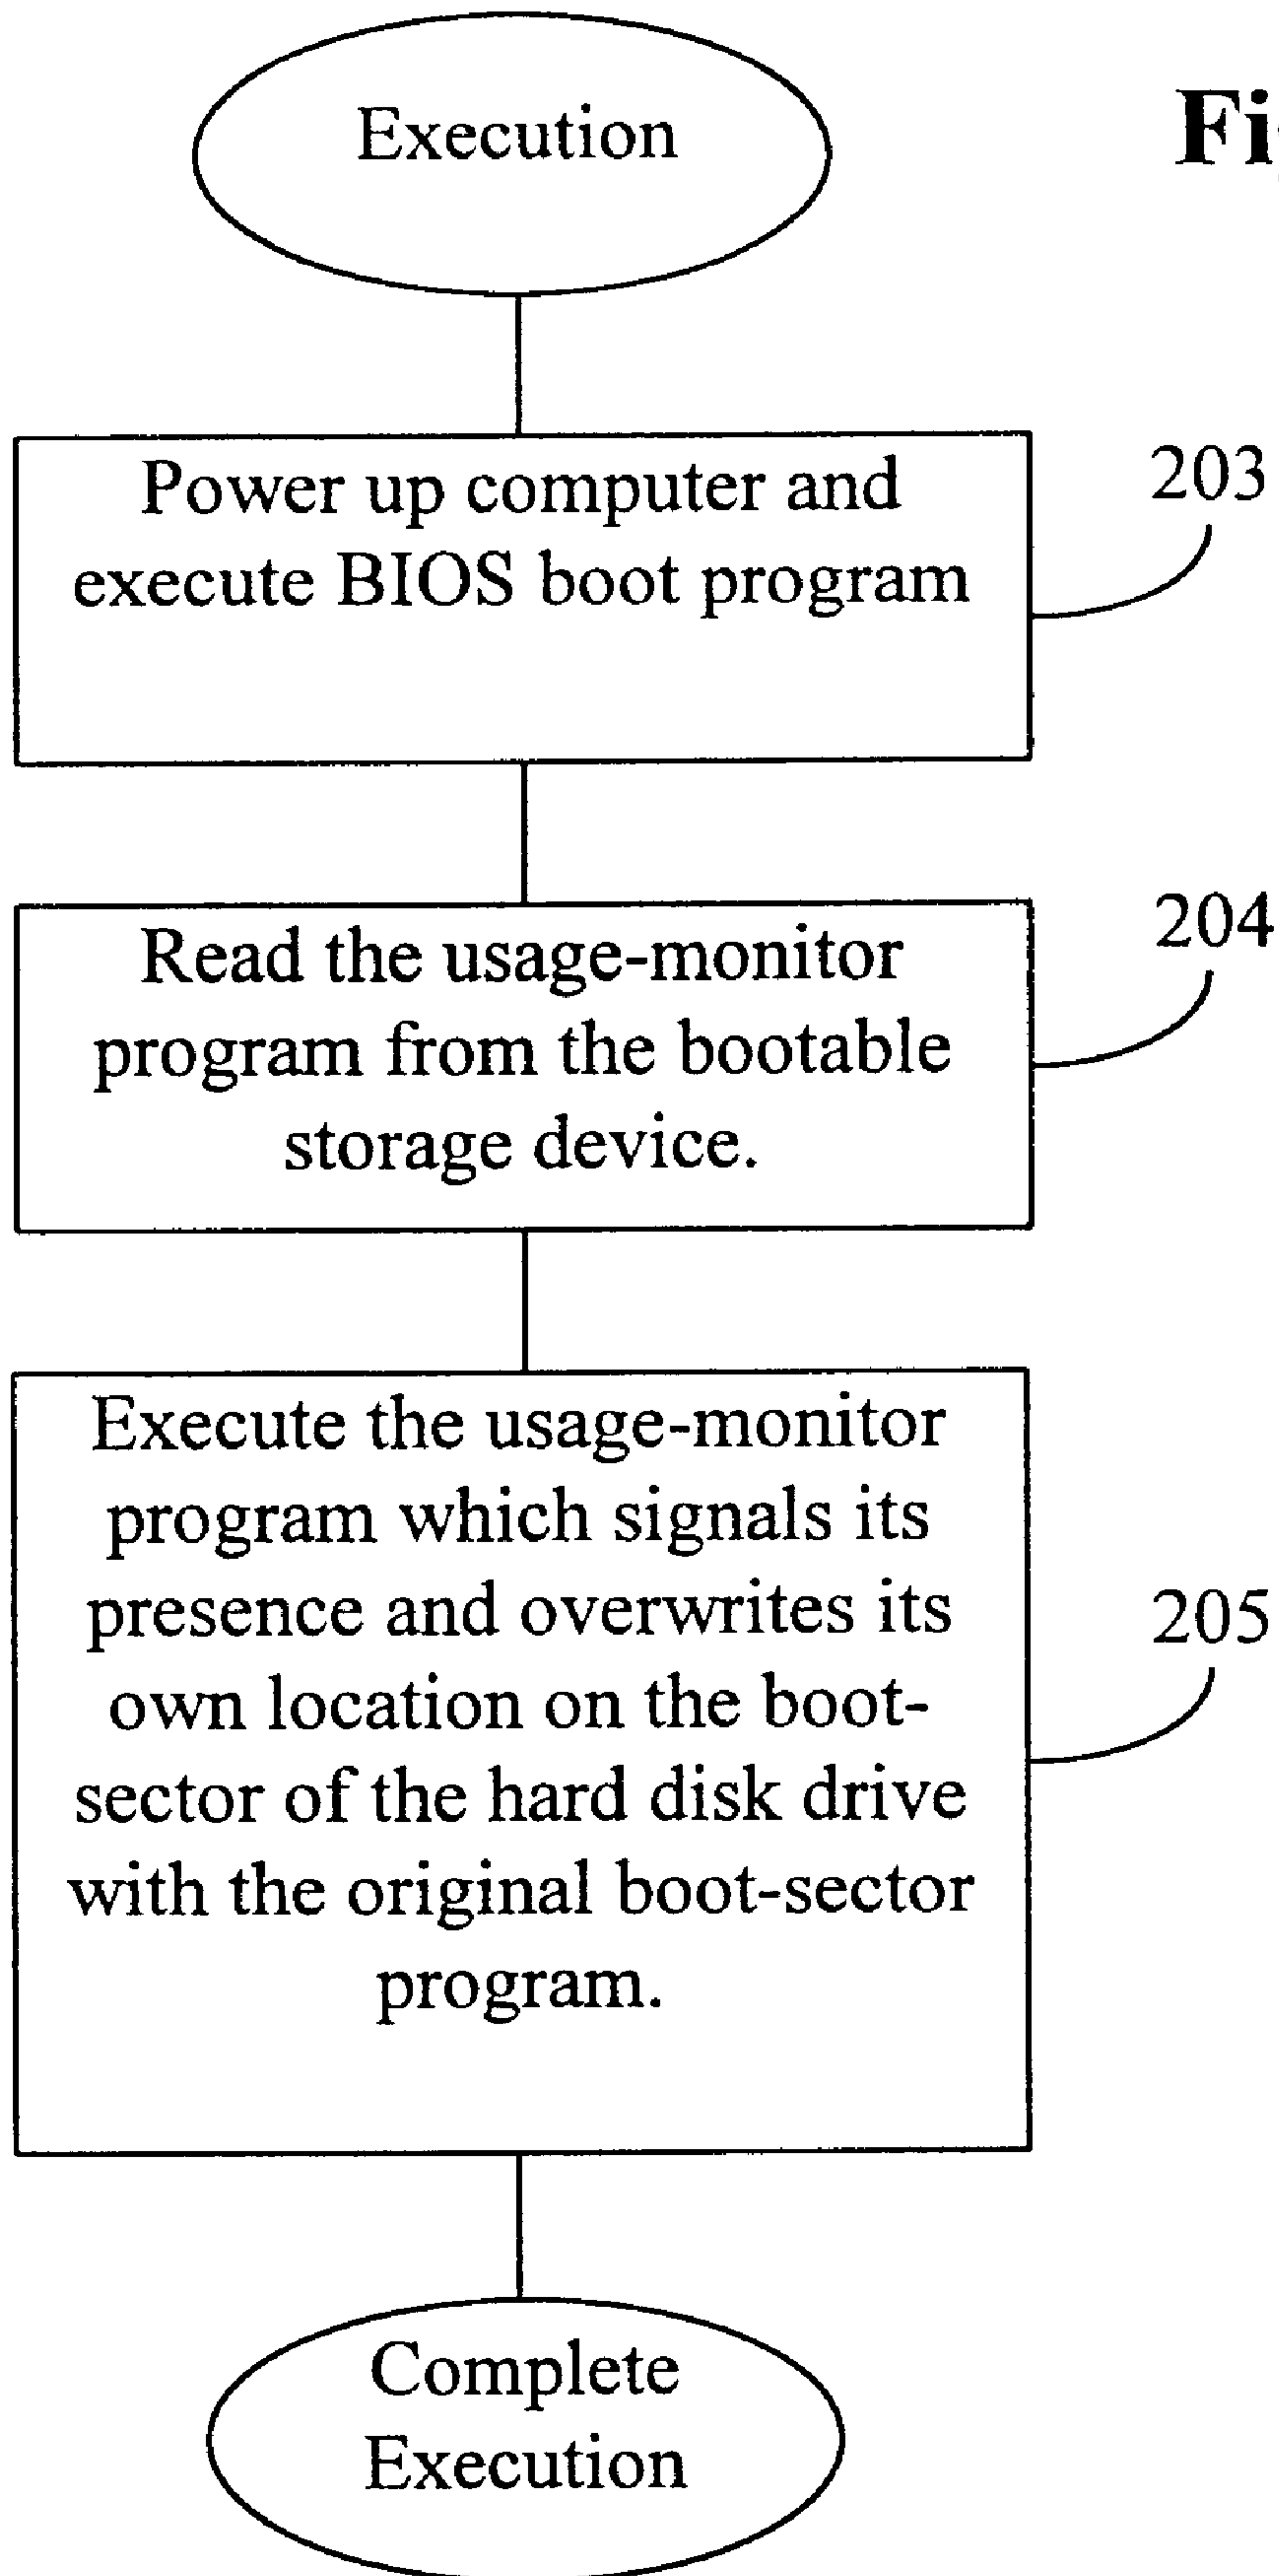 Execution
Power up computer and
execute BIOS boot program
203
Read the usage-monitor
program from the bootable
storage device.
204
Execute the usage-monitor
program which signals its
presence and overwrites its
own location on the boot-
sector of the hard disk drive
with the original boot-sector
program.
205
Complete
Execution